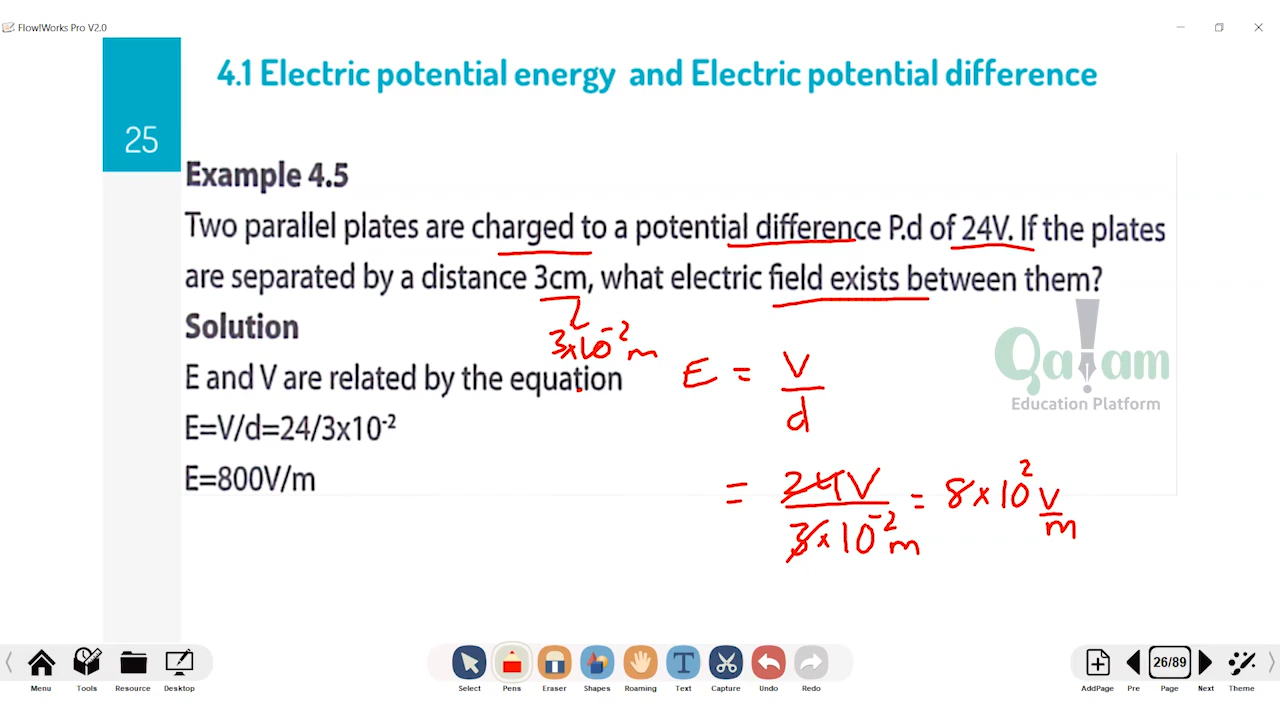 Flow!Works Pro V2.0
4.1 Electric potential energy and Electric potential difference
25
Example 4.5
Two parallel plates are charged to a potential difference P.d of 24V. If the plates
are separated by a distance 3cm, what electric field exists between them?
Solution
3x10⁻² m
E and V are related by the equation
E = V/d
E=V/d=24/3x10⁻²
E=800V/m
= 24V / 3x10⁻² m = 8x10² V/m
Qalam
Education Platform
Menu Tools Resource Desktop Select Pens Eraser Shapes Roaming Text Capture Undo Redo AddPage Pre 26/89 Page Next Theme